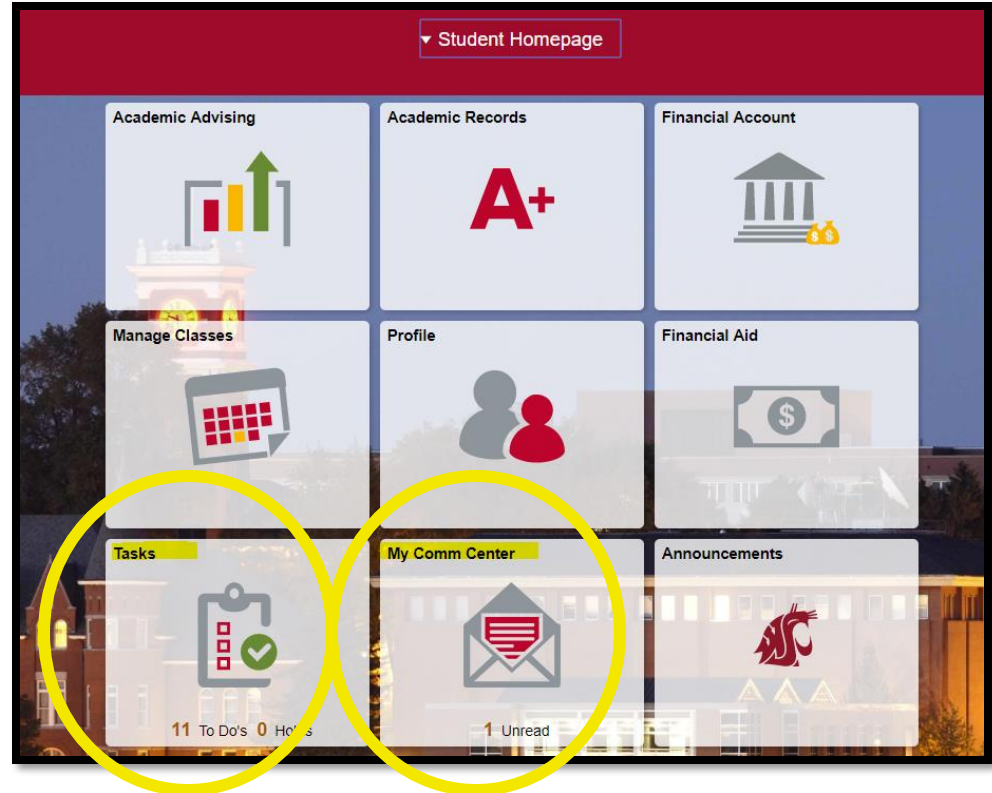 Student Homepage
Academic Advising
Academic Records
A+
Financial Account
$ $
Manage Classes
Profile
Financial Aid
$
Tasks
11 To Do's 0 Holds
My Comm Center
1 Unread
Announcements